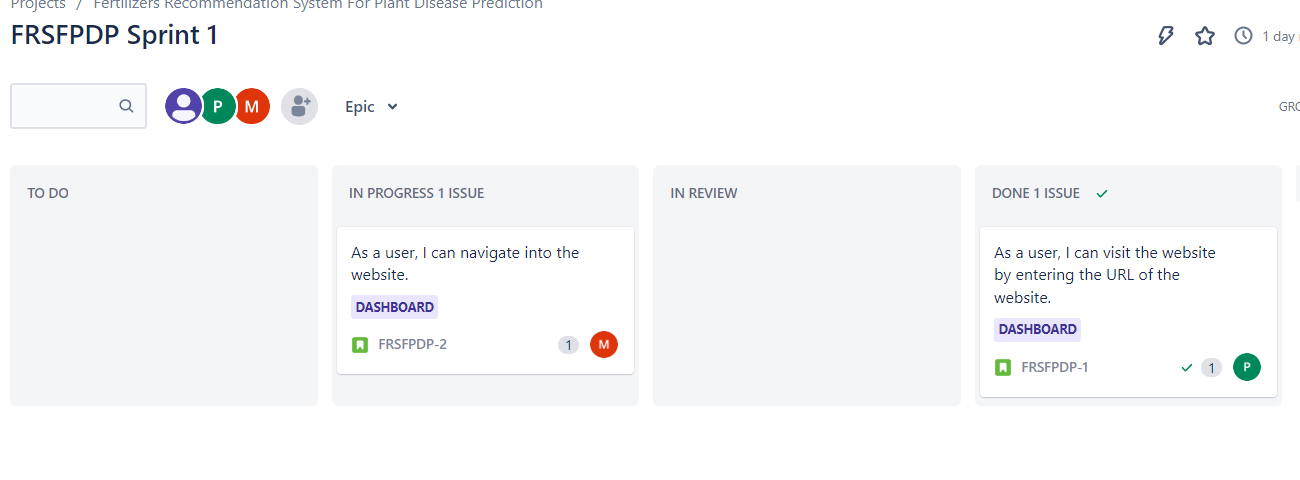 Projects / Fertilizers Recommendation System For Plant Disease Prediction
FRSFPDP Sprint 1
1 day
P M
Epic
GRO
TO DO
IN PROGRESS 1 ISSUE
As a user, I can navigate into the
website.
DASHBOARD
FRSFPDP-2
1 M
IN REVIEW
DONE 1 ISSUE
As a user, I can visit the website
by entering the URL of the
website.
DASHBOARD
FRSFPDP-1
1 P